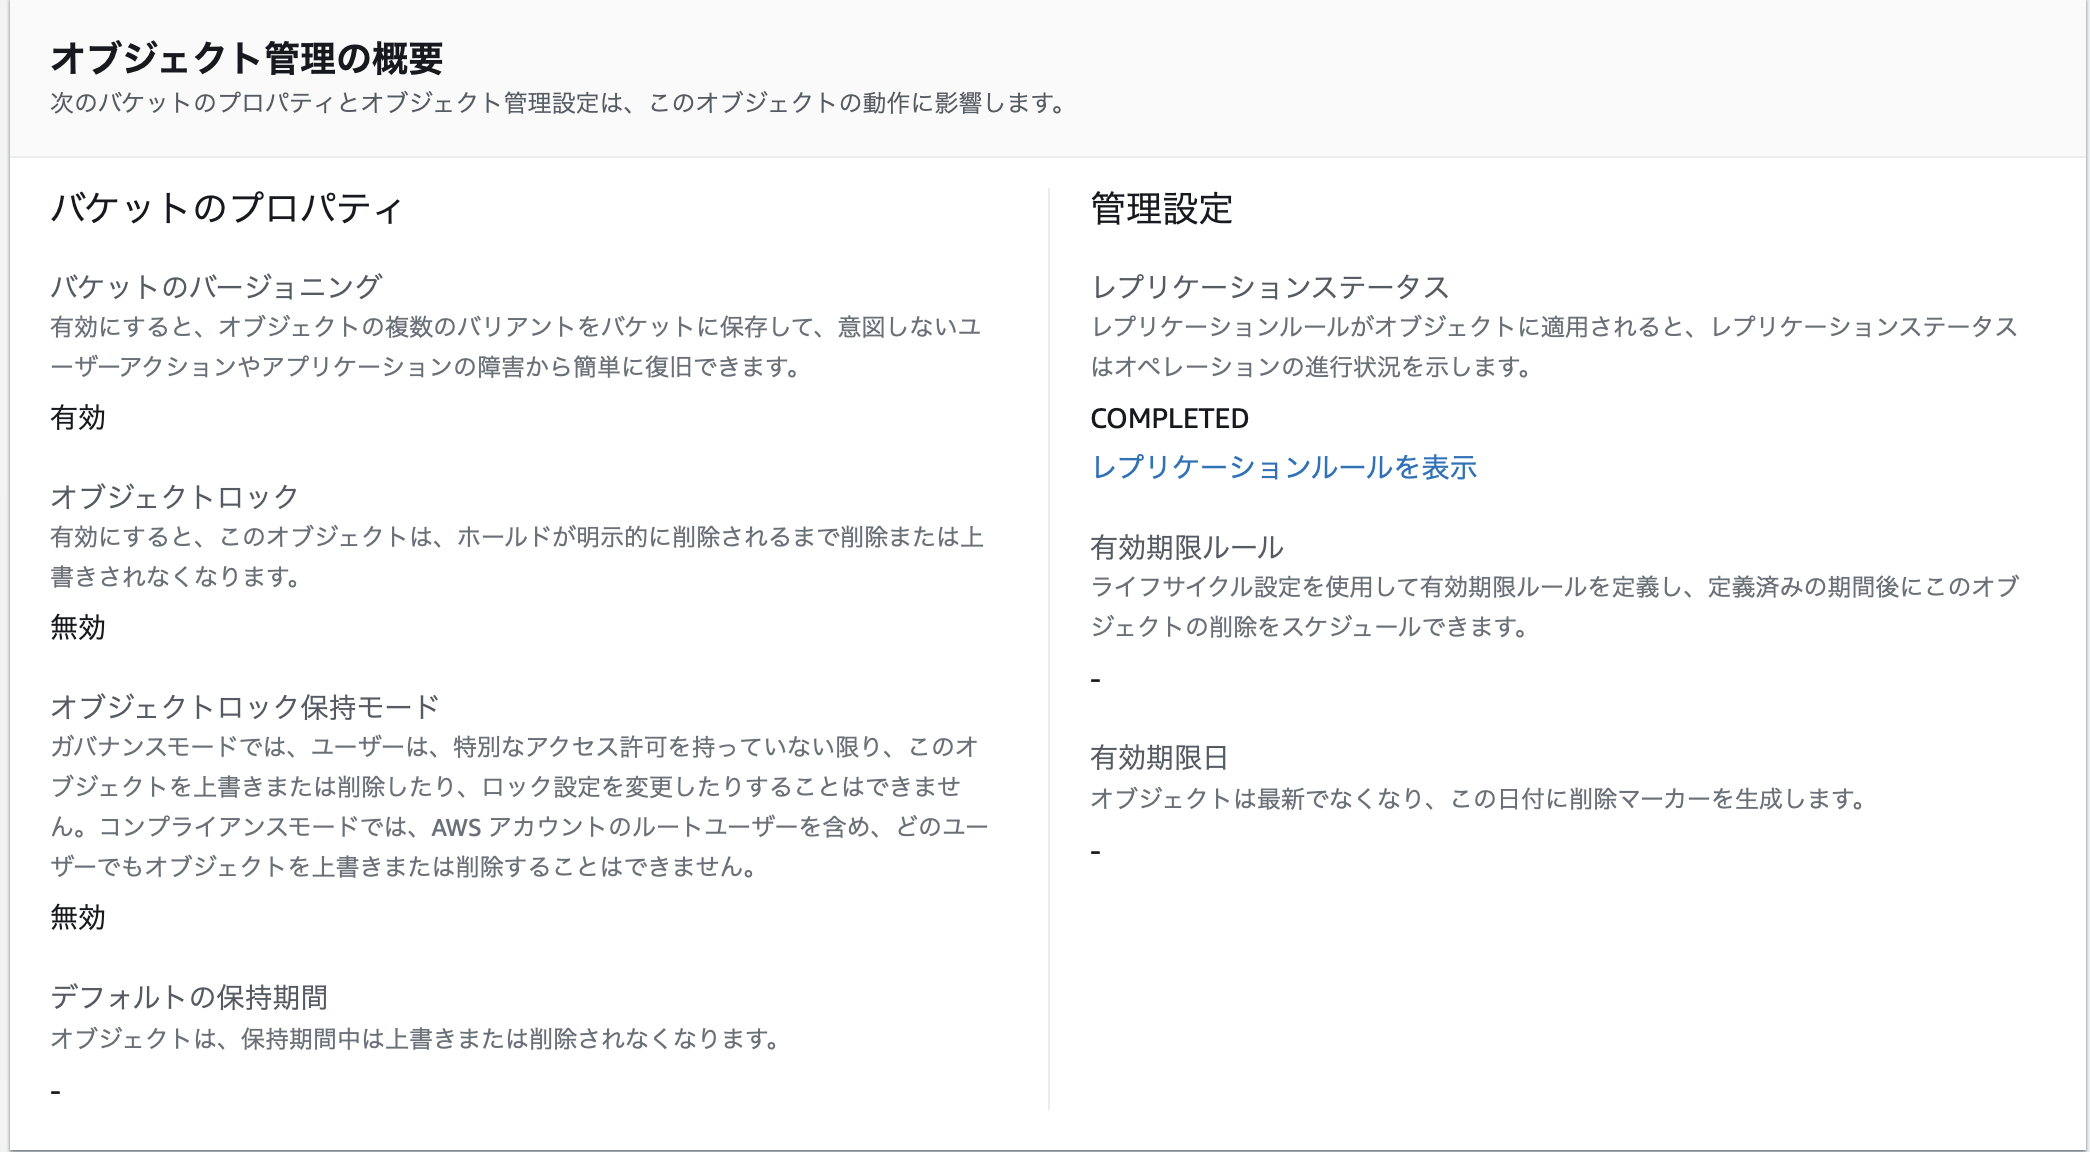 オブジェクト管理の概要
次のバケットのプロパティとオブジェクト管理設定は、このオブジェクトの動作に影響します。
バケットのプロパティ
バケットのバージョニング
有効にすると、オブジェクトの複数のバリアントをバケットに保存して、意図しないユ
ーザーアクションやアプリケーションの障害から簡単に復旧できます。
有効
オブジェクトロック
有効にすると、このオブジェクトは、ホールドが明示的に削除されるまで削除または上
書きされなくなります。
無効
オブジェクトロック保持モード
ガバナンスモードでは、ユーザーは、特別なアクセス許可を持っていない限り、このオ
ブジェクトを上書きまたは削除したり、ロック設定を変更したりすることはできませ
ん。コンプライアンスモードでは、AWS アカウントのルートユーザーを含め、どのユー
ザーでもオブジェクトを上書きまたは削除することはできません。
無効
デフォルトの保持期間
オブジェクトは、保持期間中は上書きまたは削除されなくなります。
-
管理設定
レプリケーションステータス
レプリケーションルールがオブジェクトに適用されると、レプリケーションステータス
はオペレーションの進行状況を示します。
COMPLETED
レプリケーションルールを表示
有効期限ルール
ライフサイクル設定を使用して有効期限ルールを定義し、定義済みの期間後にこのオブ
ジェクトの削除をスケジュールできます。
-
有効期限日
オブジェクトは最新でなくなり、この日付に削除マーカーを生成します。
-